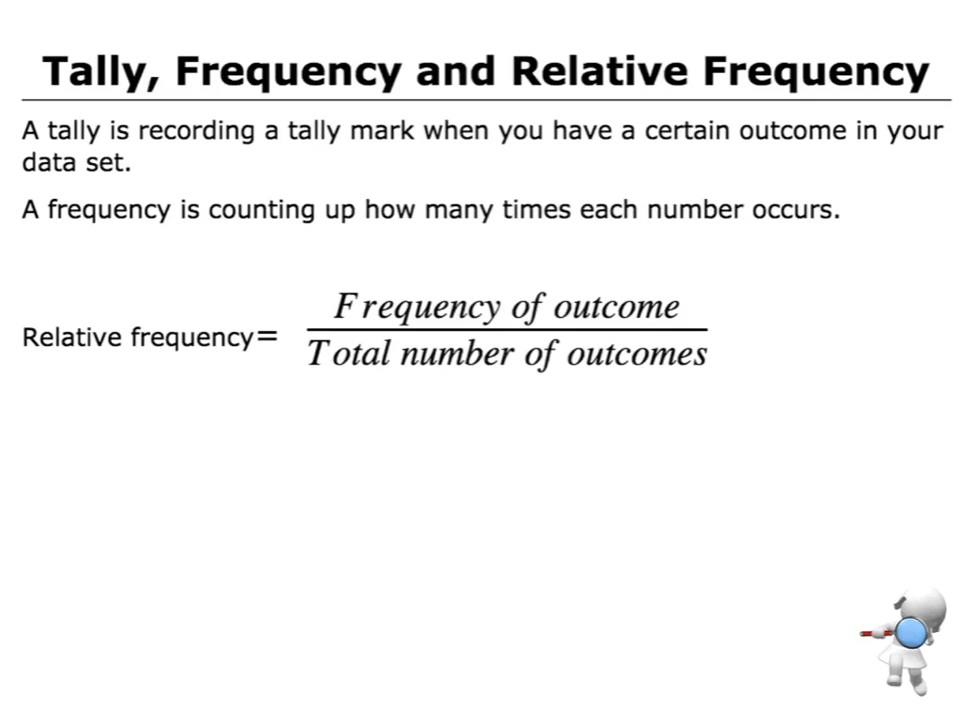 Tally, Frequency and Relative Frequency
A tally is recording a tally mark when you have a certain outcome in your
data set.
A frequency is counting up how many times each number occurs.
Frequency of outcome
Relative frequency=
Total number of outcomes